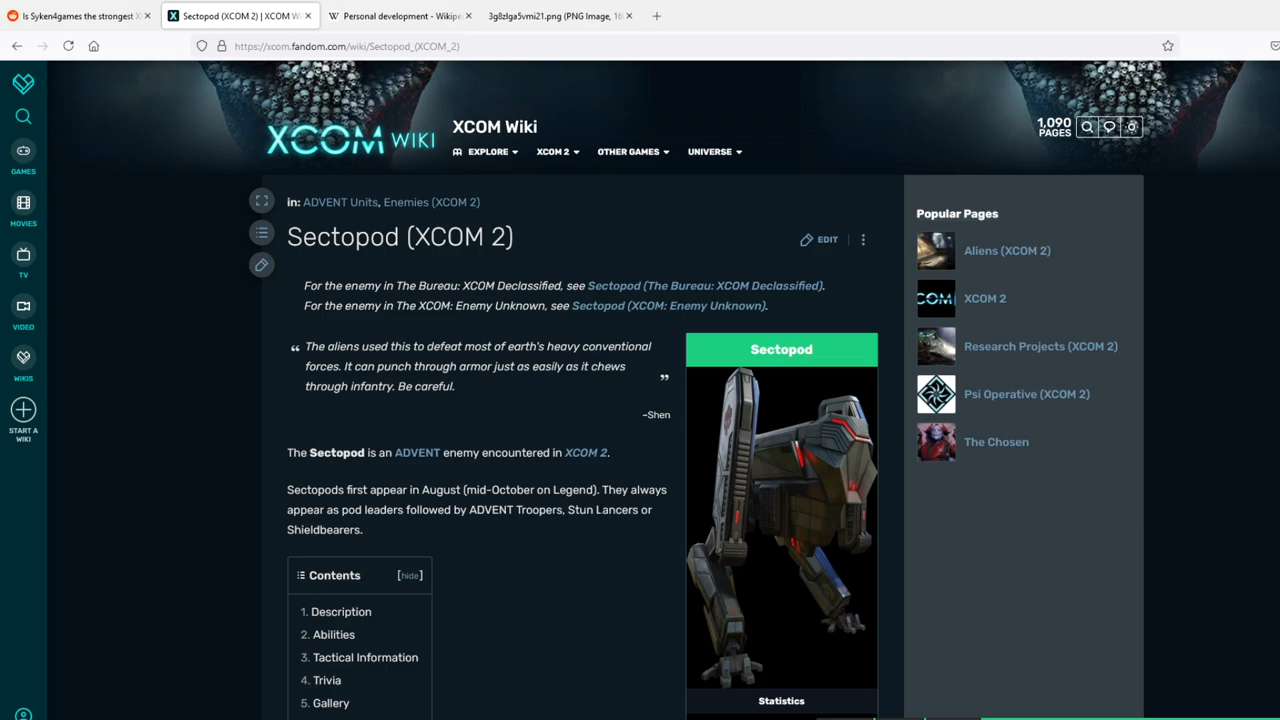 Is Syken4games the strongest X
Sectopod (XCOM 2) | XCOM Wi
Personal development - Wikipe
3g8zlga5vmi21.png (PNG Image, 16
https://xcom.fandom.com/wiki/Sectopod_(XCOM_2)
XCOM WIKI
XCOM Wiki
EXPLORE XCOM 2 OTHER GAMES UNIVERSE
1,090
PAGES
GAMES
MOVIES
TV
VIDEO
WIKIS
START A
WIKI
in: ADVENT Units, Enemies (XCOM 2)
Sectopod (XCOM 2)
EDIT
For the enemy in The Bureau: XCOM Declassified, see Sectopod (The Bureau: XCOM Declassified).
For the enemy in The XCOM: Enemy Unknown, see Sectopod (XCOM: Enemy Unknown).
“ The aliens used this to defeat most of earth's heavy conventional
forces. It can punch through armor just as easily as it chews
through infantry. Be careful. ”
–Shen
The Sectopod is an ADVENT enemy encountered in XCOM 2.
Sectopods first appear in August (mid-October on Legend). They always
appear as pod leaders followed by ADVENT Troopers, Stun Lancers or
Shieldbearers.
Contents [hide]
1. Description
2. Abilities
3. Tactical Information
4. Trivia
5. Gallery
Sectopod
Statistics
Popular Pages
Aliens (XCOM 2)
COM
XCOM 2
Research Projects (XCOM 2)
Psi Operative (XCOM 2)
The Chosen